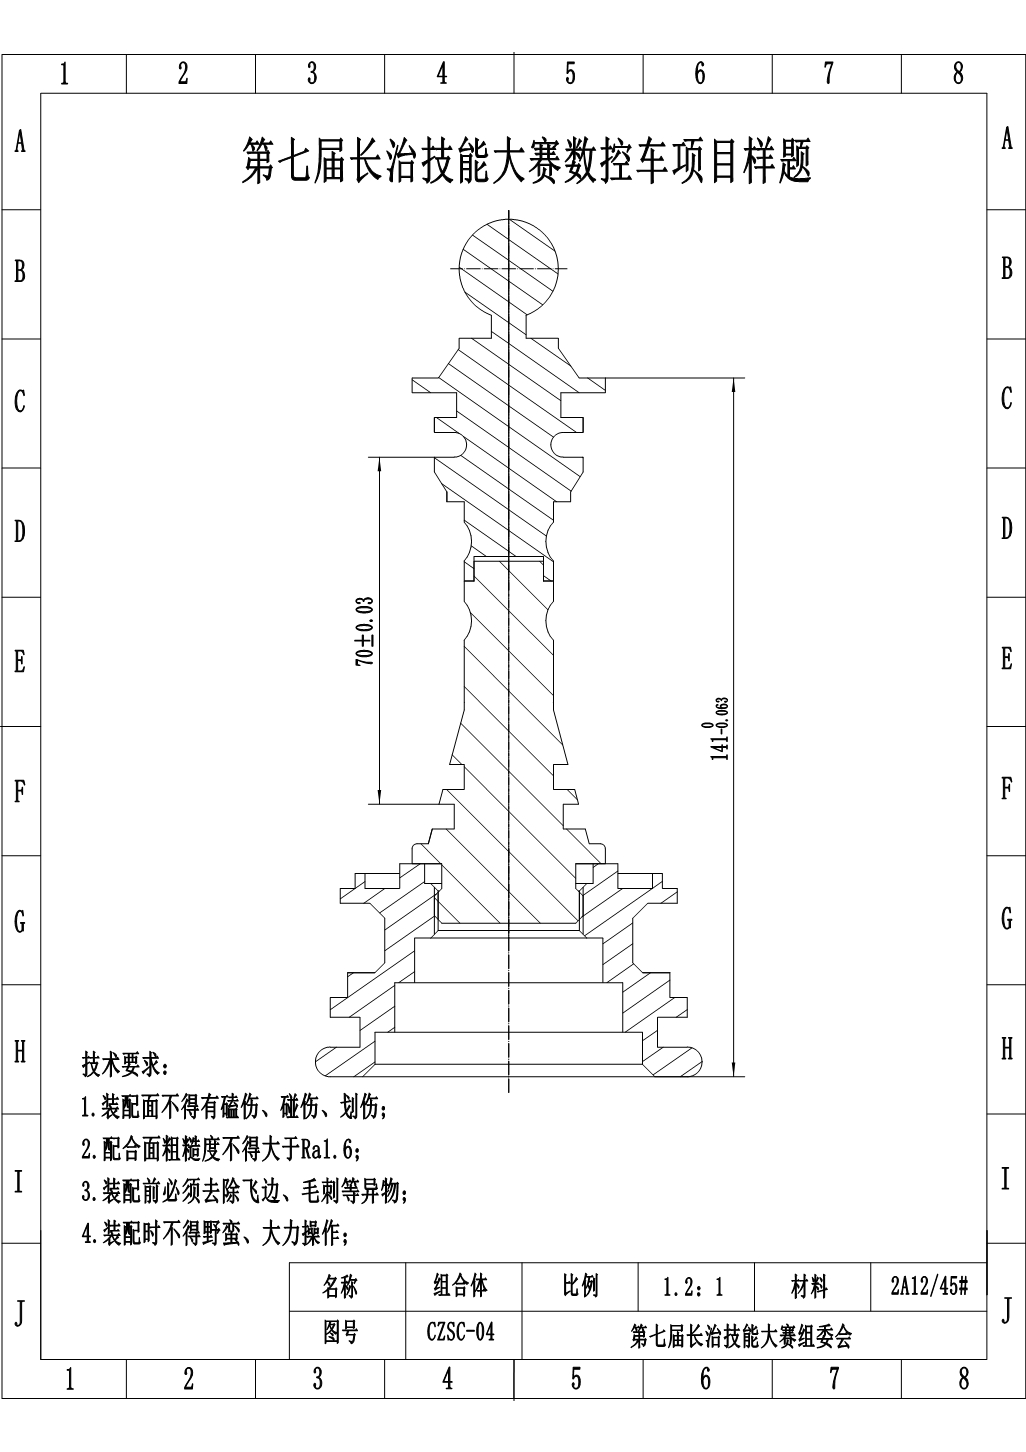 1 2 3 4 5 6 7 8
第七届长治技能大赛数控车项目样题
A A
B B
C C
D D
E E
F F
G G
H H
I I
J J
70±0.03
141 0 -0.063
技术要求:
1.装配面不得有磕伤、碰伤、划伤;
2.配合面粗糙度不得大于Ra1.6;
3.装配前必须去除飞边、毛刺等异物;
4.装配时不得野蛮、大力操作;
名称 组合体 比例 1.2: 1 材料 2A12/45#
图号 CZSC-04 第七届长治技能大赛组委会
1 2 3 4 5 6 7 8